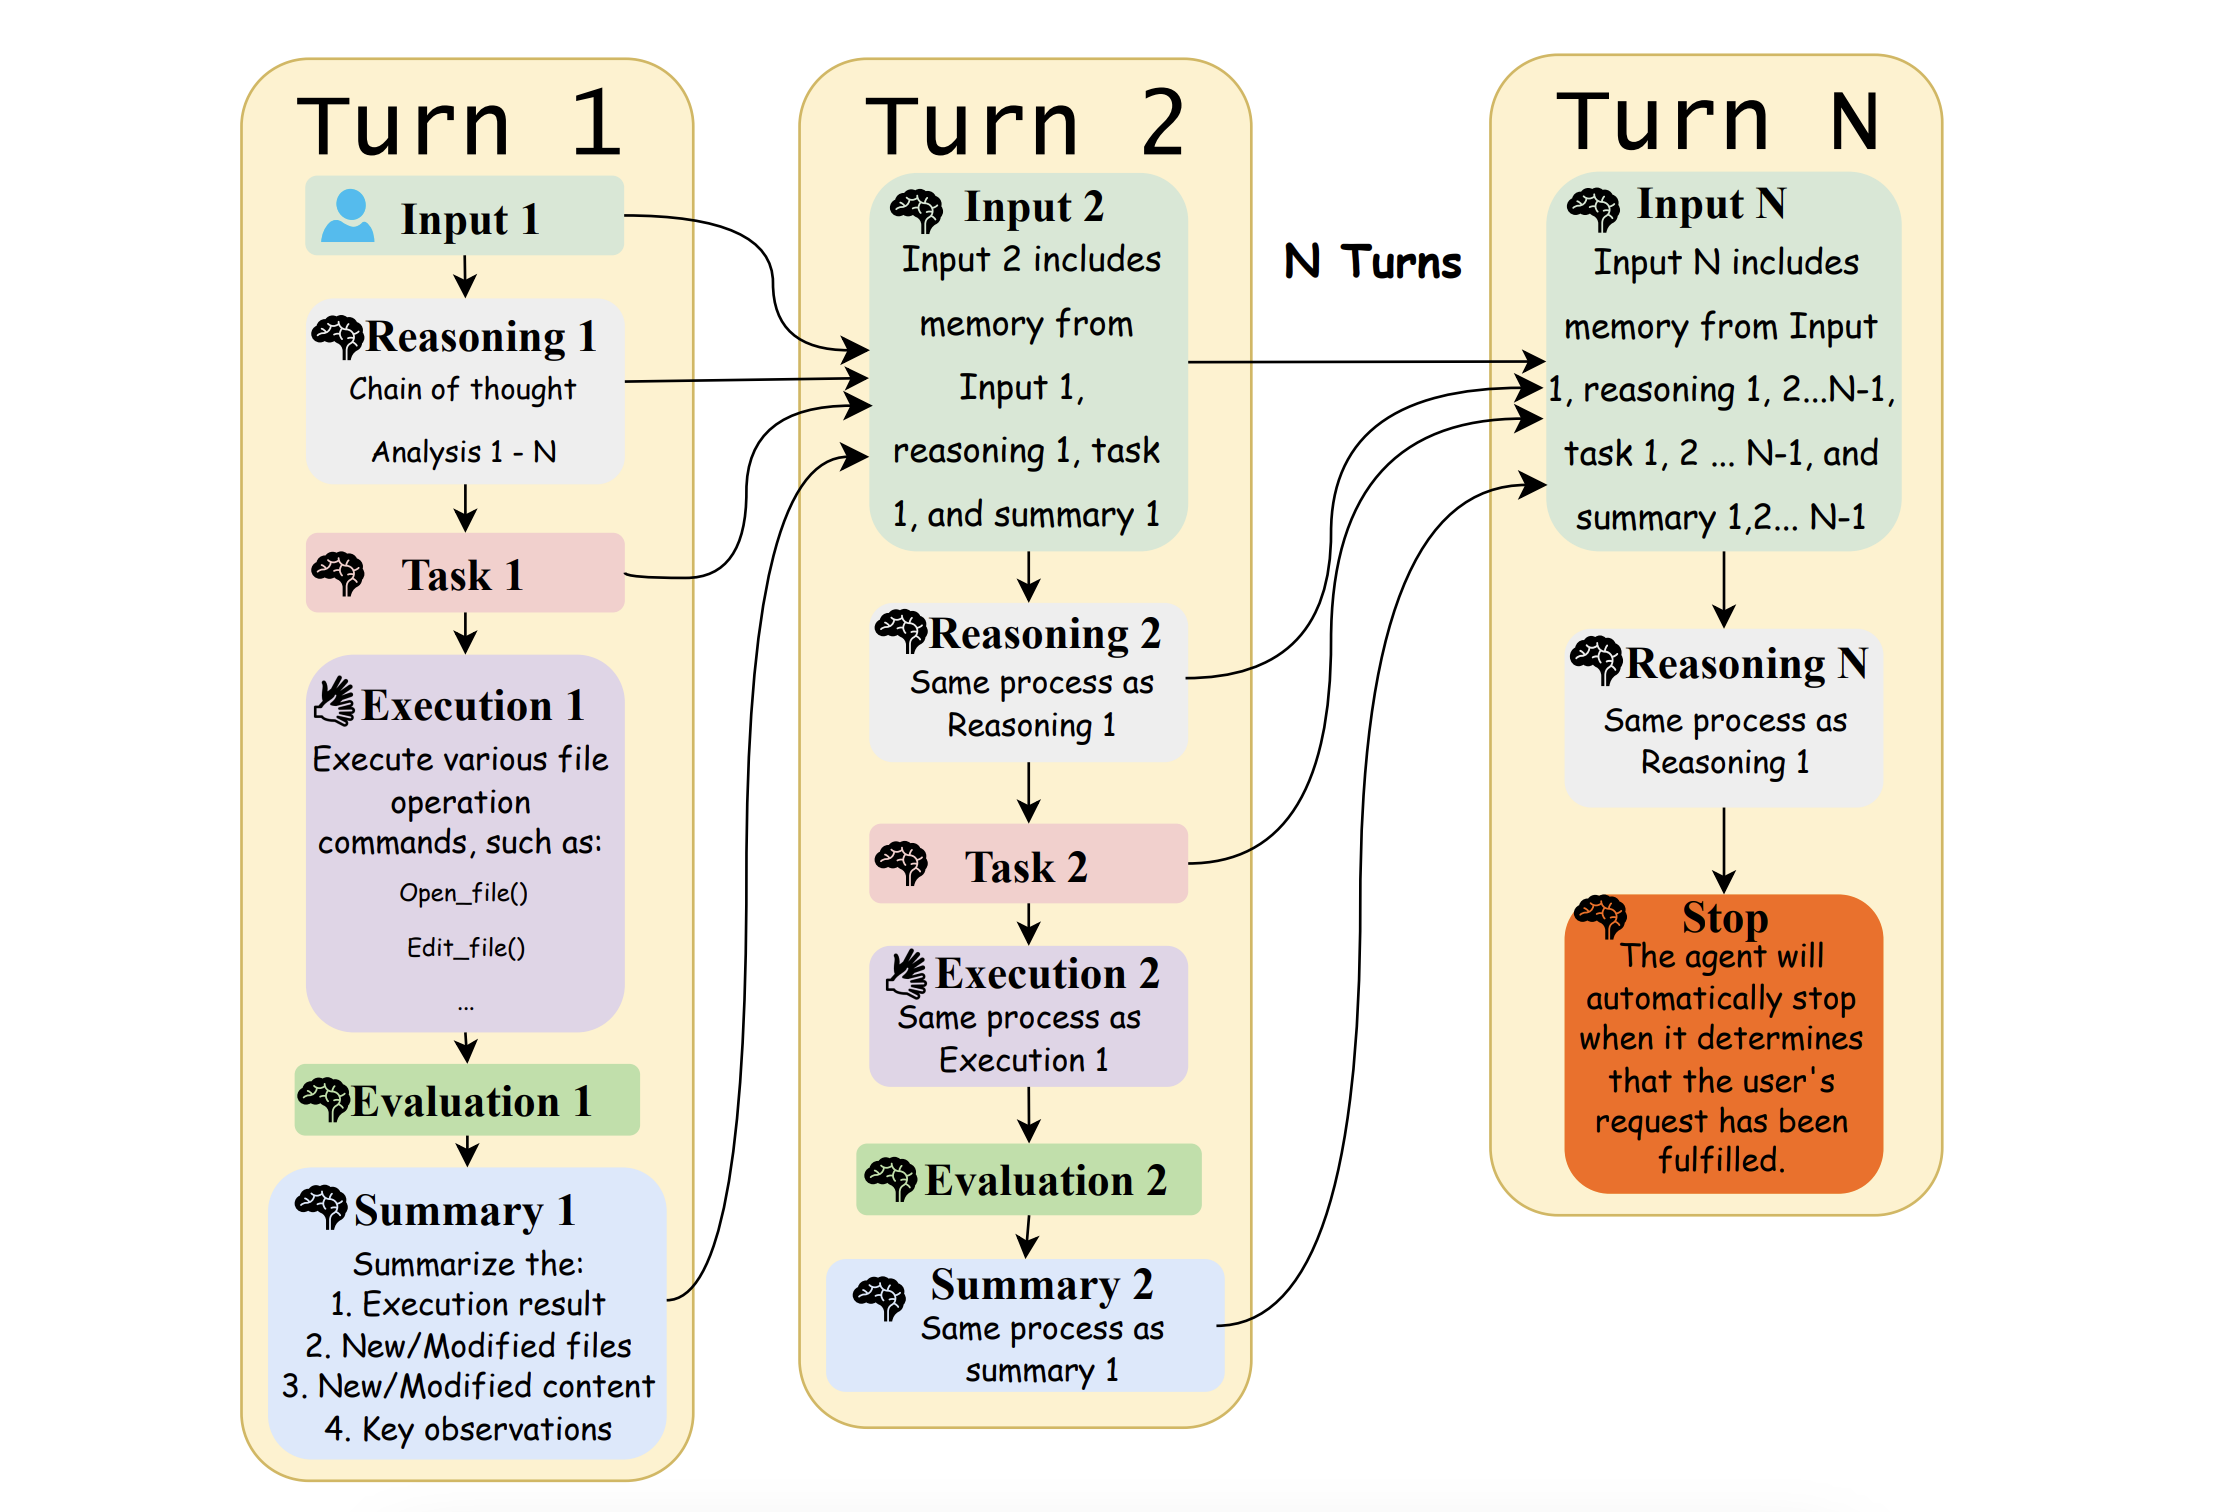 Turn 1
Input 1
Reasoning 1
Chain of thought
Analysis 1 - N
Task 1
Execution 1
Execute various file
operation
commands, such as:
Open_file()
Edit_file()
...
Evaluation 1
Summary 1
Summarize the:
1. Execution result
2. New/Modified files
3. New/Modified content
4. Key observations
Turn 2
Input 2
Input 2 includes
memory from
Input 1,
reasoning 1, task
1, and summary 1
Reasoning 2
Same process as
Reasoning 1
Task 2
Execution 2
Same process as
Execution 1
Evaluation 2
Summary 2
Same process as
summary 1
N Turns
Turn N
Input N
Input N includes
memory from Input
1, reasoning 1, 2...N-1,
task 1, 2 ... N-1, and
summary 1,2... N-1
Reasoning N
Same process as
Reasoning 1
Stop
The agent will
automatically stop
when it determines
that the user's
request has been
fulfilled.